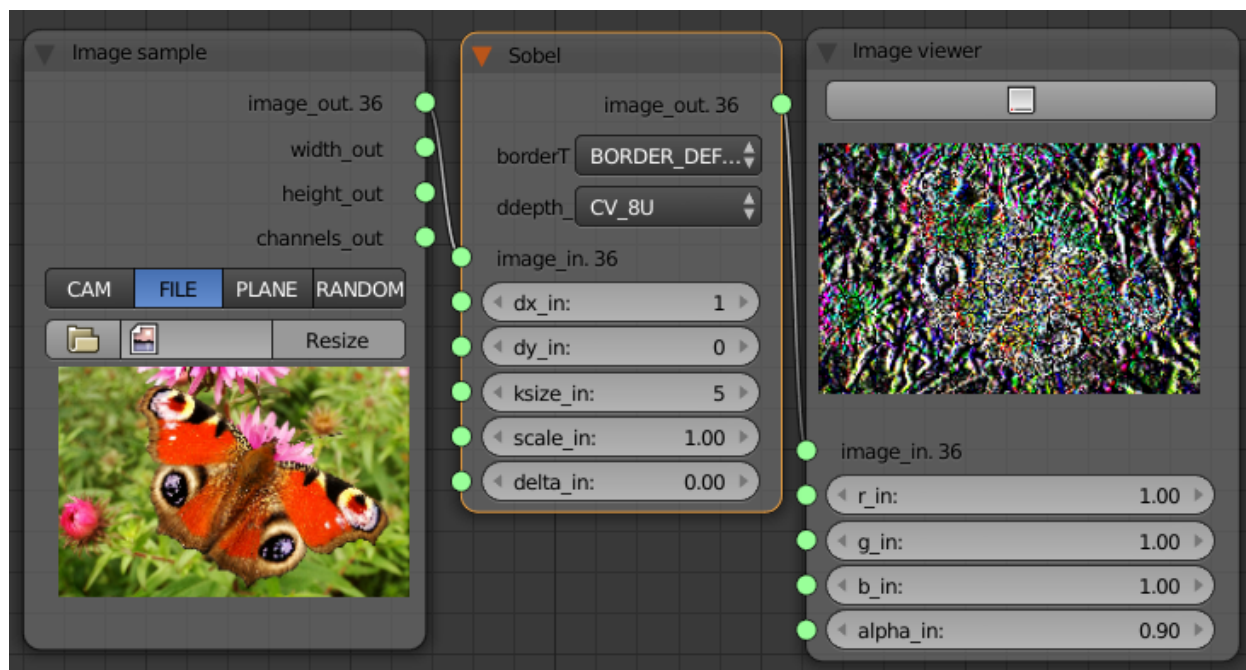 Image sample
image_out. 36
width_out
height_out
channels_out
CAM FILE PLANE RANDOM
Resize
Sobel
image_out. 36
borderT BORDER_DEF...
ddepth_ CV_8U
image_in. 36
dx_in: 1
dy_in: 0
ksize_in: 5
scale_in: 1.00
delta_in: 0.00
Image viewer
image_in. 36
r_in: 1.00
g_in: 1.00
b_in: 1.00
alpha_in: 0.90